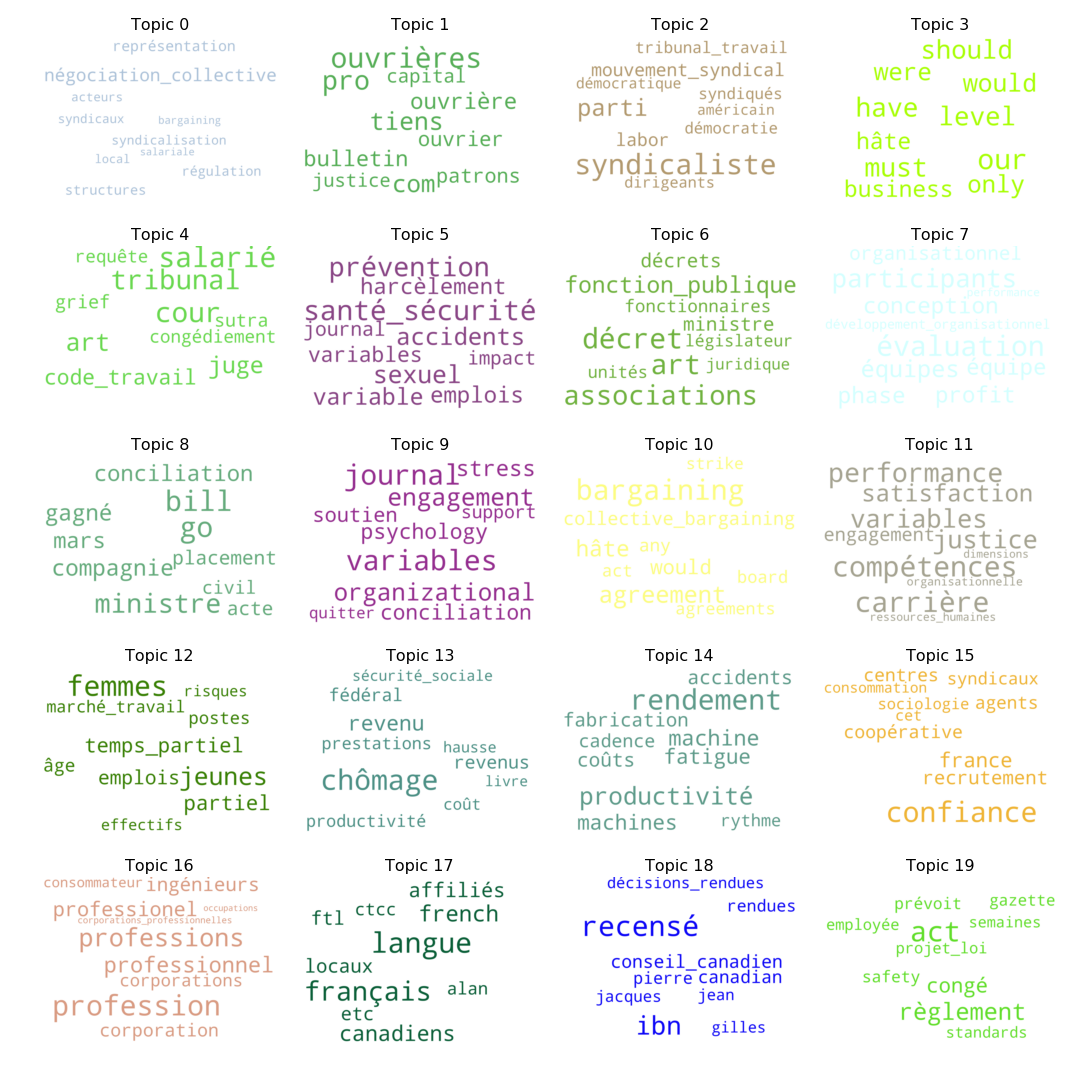 Topic 0
représentation
négociation_collective
acteurs
syndicaux
bargaining
syndicalisation
salariale
local
régulation
structures
Topic 1
ouvrières
pro
capital
ouvrière
tiens
ouvrier
bulletin
justice
com
patrons
Topic 2
tribunal_travail
mouvement_syndical
démocratique
syndiqués
parti
américain
démocratie
labor
syndicaliste
dirigeants
Topic 3
should
were
would
have
level
hâte
our
must
only
business
Topic 4
requête
salarié
tribunal
grief
cour
sutra
congédiement
art
juge
code_travail
Topic 5
prévention
harcèlement
santé_sécurité
journal
accidents
variables
impact
sexuel
variable
emplois
Topic 6
décrets
fonction_publique
fonctionnaires
ministre
décret
législateur
unités
art
juridique
associations
Topic 7
organisationnel
participants
performance
conception
developpement_organisationnel
évaluation
équipes
équipe
phase
profit
Topic 8
conciliation
bill
gagné
go
mars
placement
compagnie
civil
ministre
acte
Topic 9
journal
stress
engagement
soutien
support
psychology
variables
organizational
quitter
conciliation
Topic 10
strike
bargaining
collective_bargaining
hâte
any
act
would
board
agreement
agreements
Topic 11
performance
satisfaction
variables
engagement
justice
dimensions
compétences
organisationnelle
carrière
ressources_humaines
Topic 12
femmes
risques
marché_travail
postes
temps_partiel
âge
emplois
jeunes
partiel
effectifs
Topic 13
sécurité_sociale
fédéral
revenu
prestations
hausse
revenus
chômage
livre
coût
productivité
Topic 14
accidents
rendement
fabrication
cadence
machine
coûts
fatigue
productivité
machines
rythme
Topic 15
centres
syndicaux
consommation
sociologie
agents
cet
coopérative
france
recrutement
confiance
Topic 16
consommateur
ingénieurs
professionel
occupations
corporations_professionnelles
professions
professionnel
corporations
profession
corporation
Topic 17
affiliés
ftl
ctcc
french
langue
locaux
français
alan
etc
canadiens
Topic 18
décisions_rendues
rendues
recensé
conseil_canadien
pierre
canadian
jacques
jean
ibn
gilles
Topic 19
prévoit
gazette
employée
act
semaines
projet_loi
safety
congé
règlement
standards